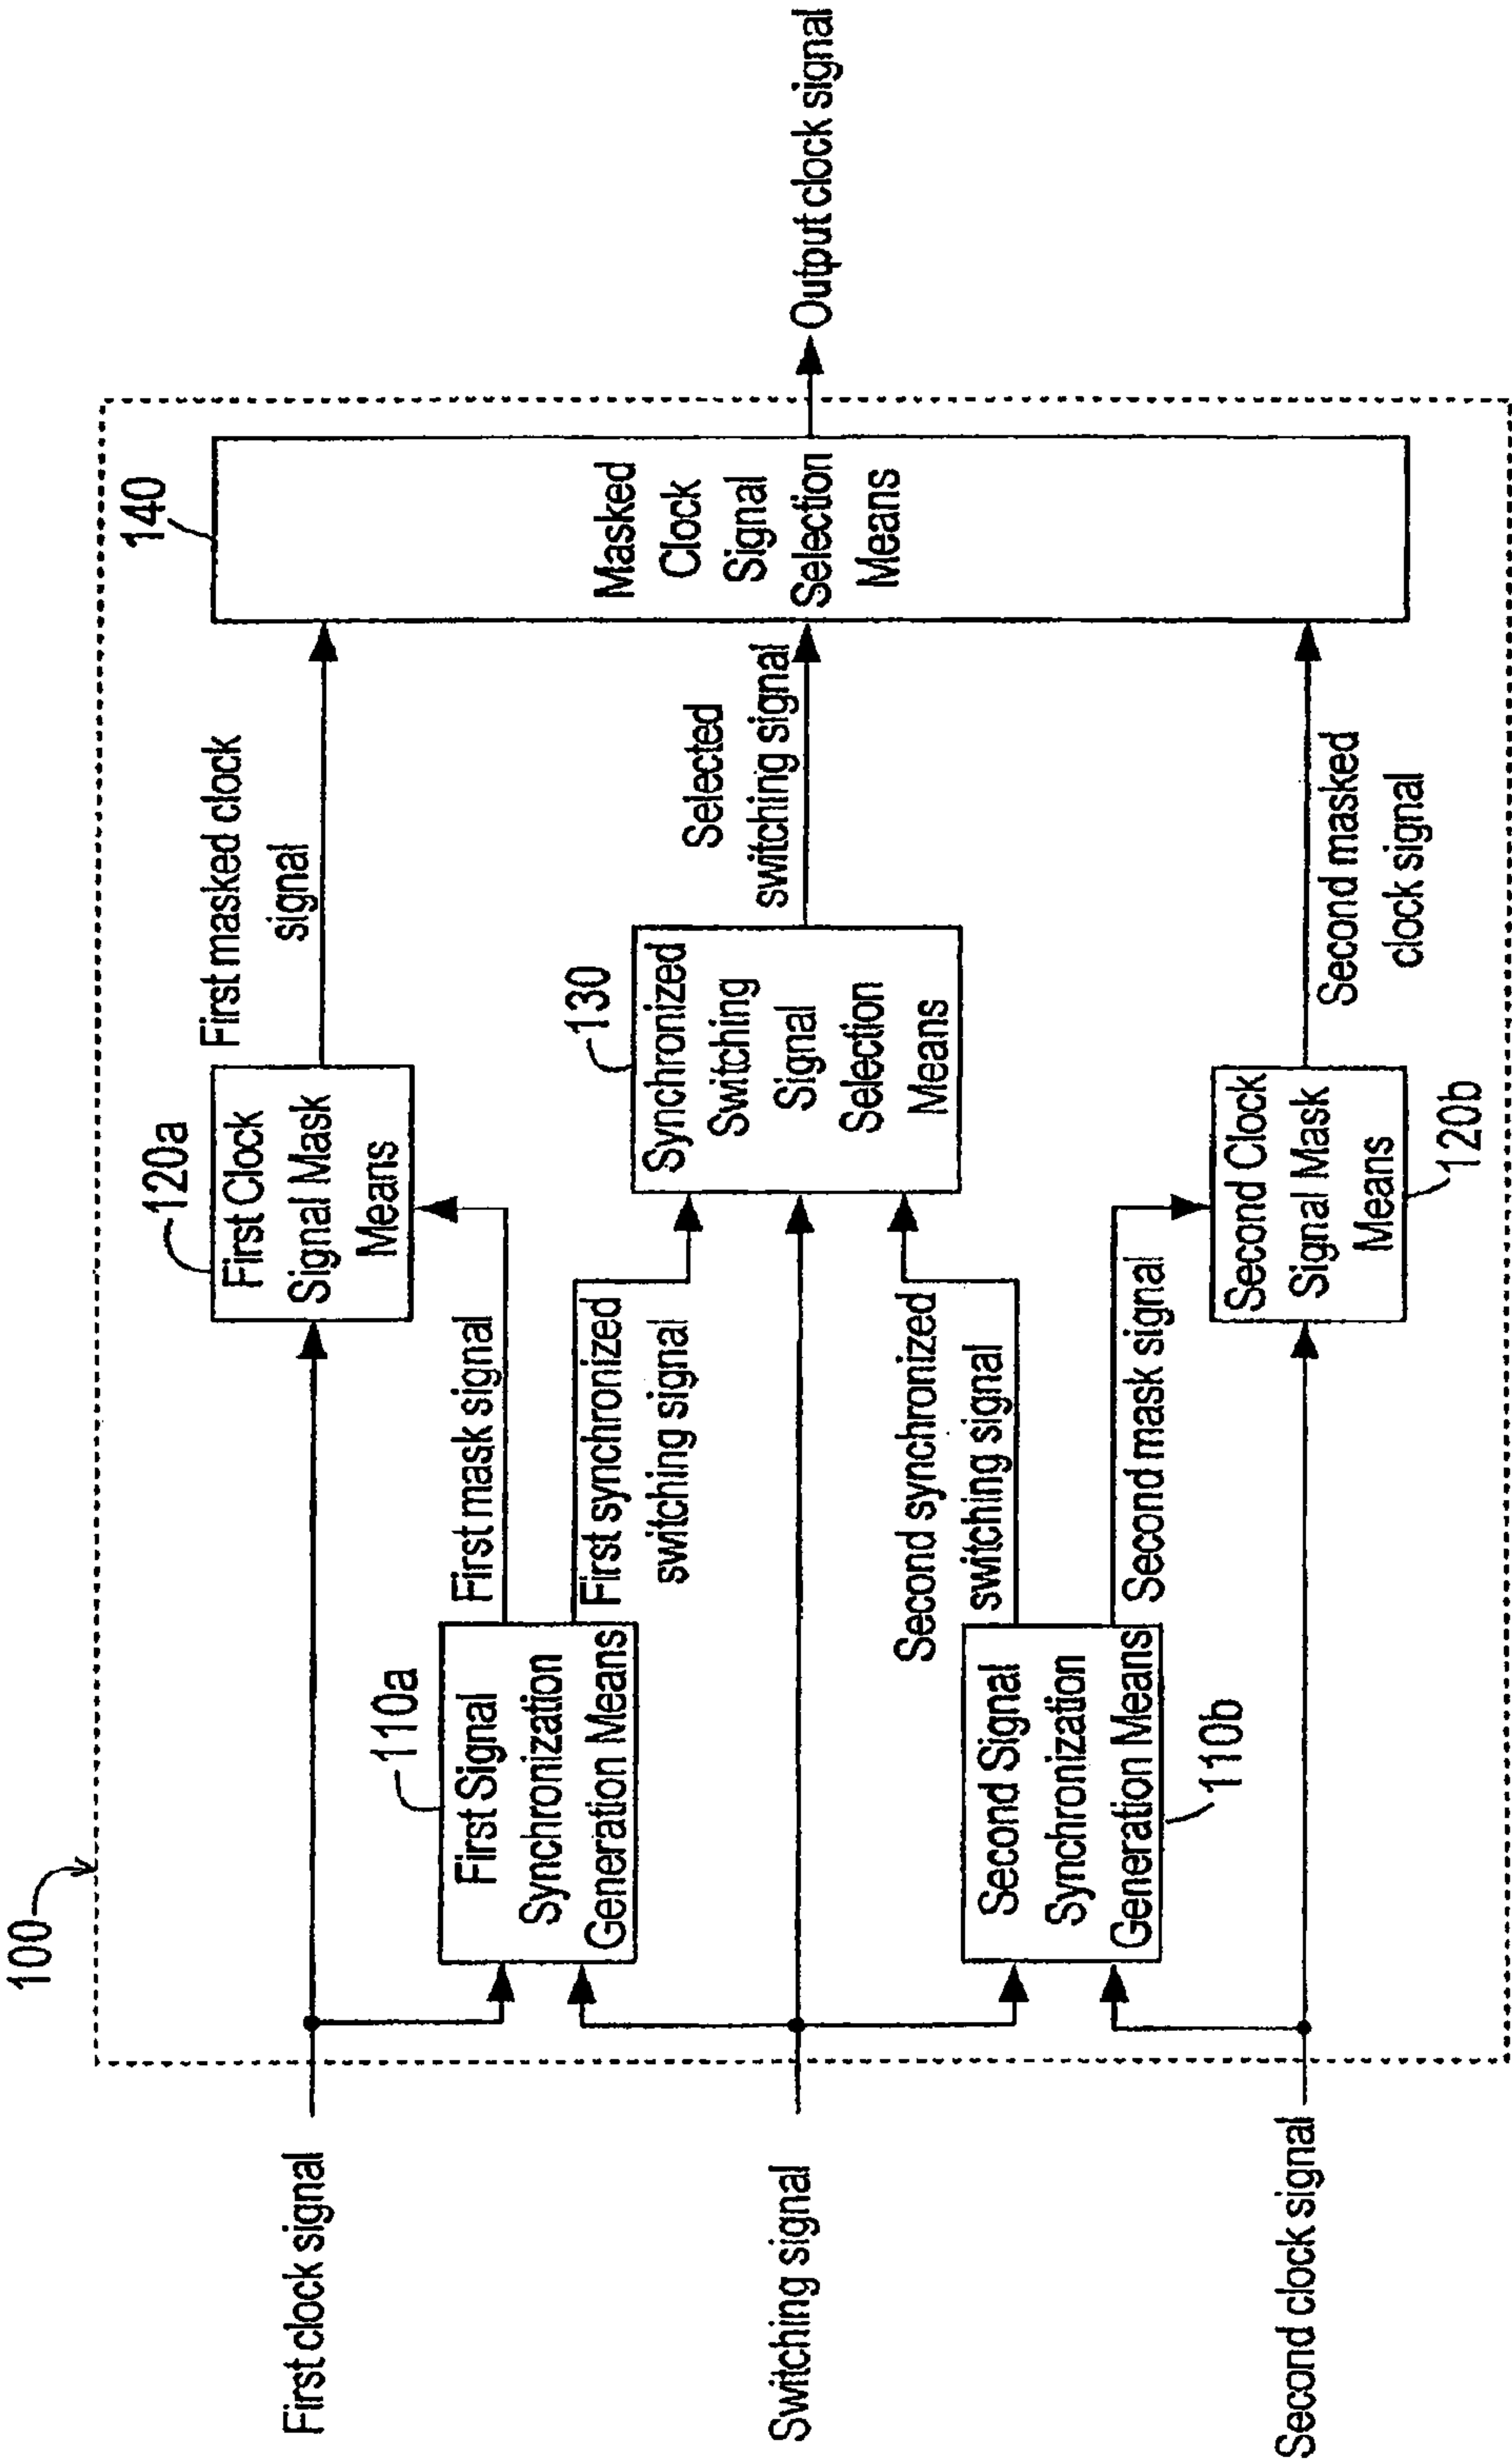 100
First clock signal
Switching signal
Second clock signal
110a
First Signal
Synchronization
Generation Means
Second Signal
Synchronization
Generation Means
110b
First mask signal
First synchronized
switching signal
Second synchronized
switching signal
Second mask signal
120a
First Clock
Signal Mask
Means
130
Synchronized
Switching
Signal
Selection
Means
Second Clock
Signal Mask
Means
120b
First masked clock
signal
Selected
switching signal
Second masked
clock signal
140
Masked
Clock
Signal
Selection
Means
Output clock signal